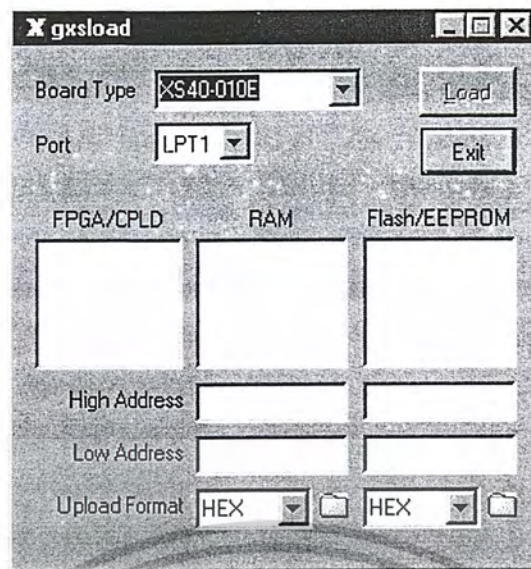 X gxsload
Board Type XS40-010E Load
Port LPT1 Exit
FPGA/CPLD RAM Flash/EEPROM
High Address
Low Address
Upload Format HEX HEX